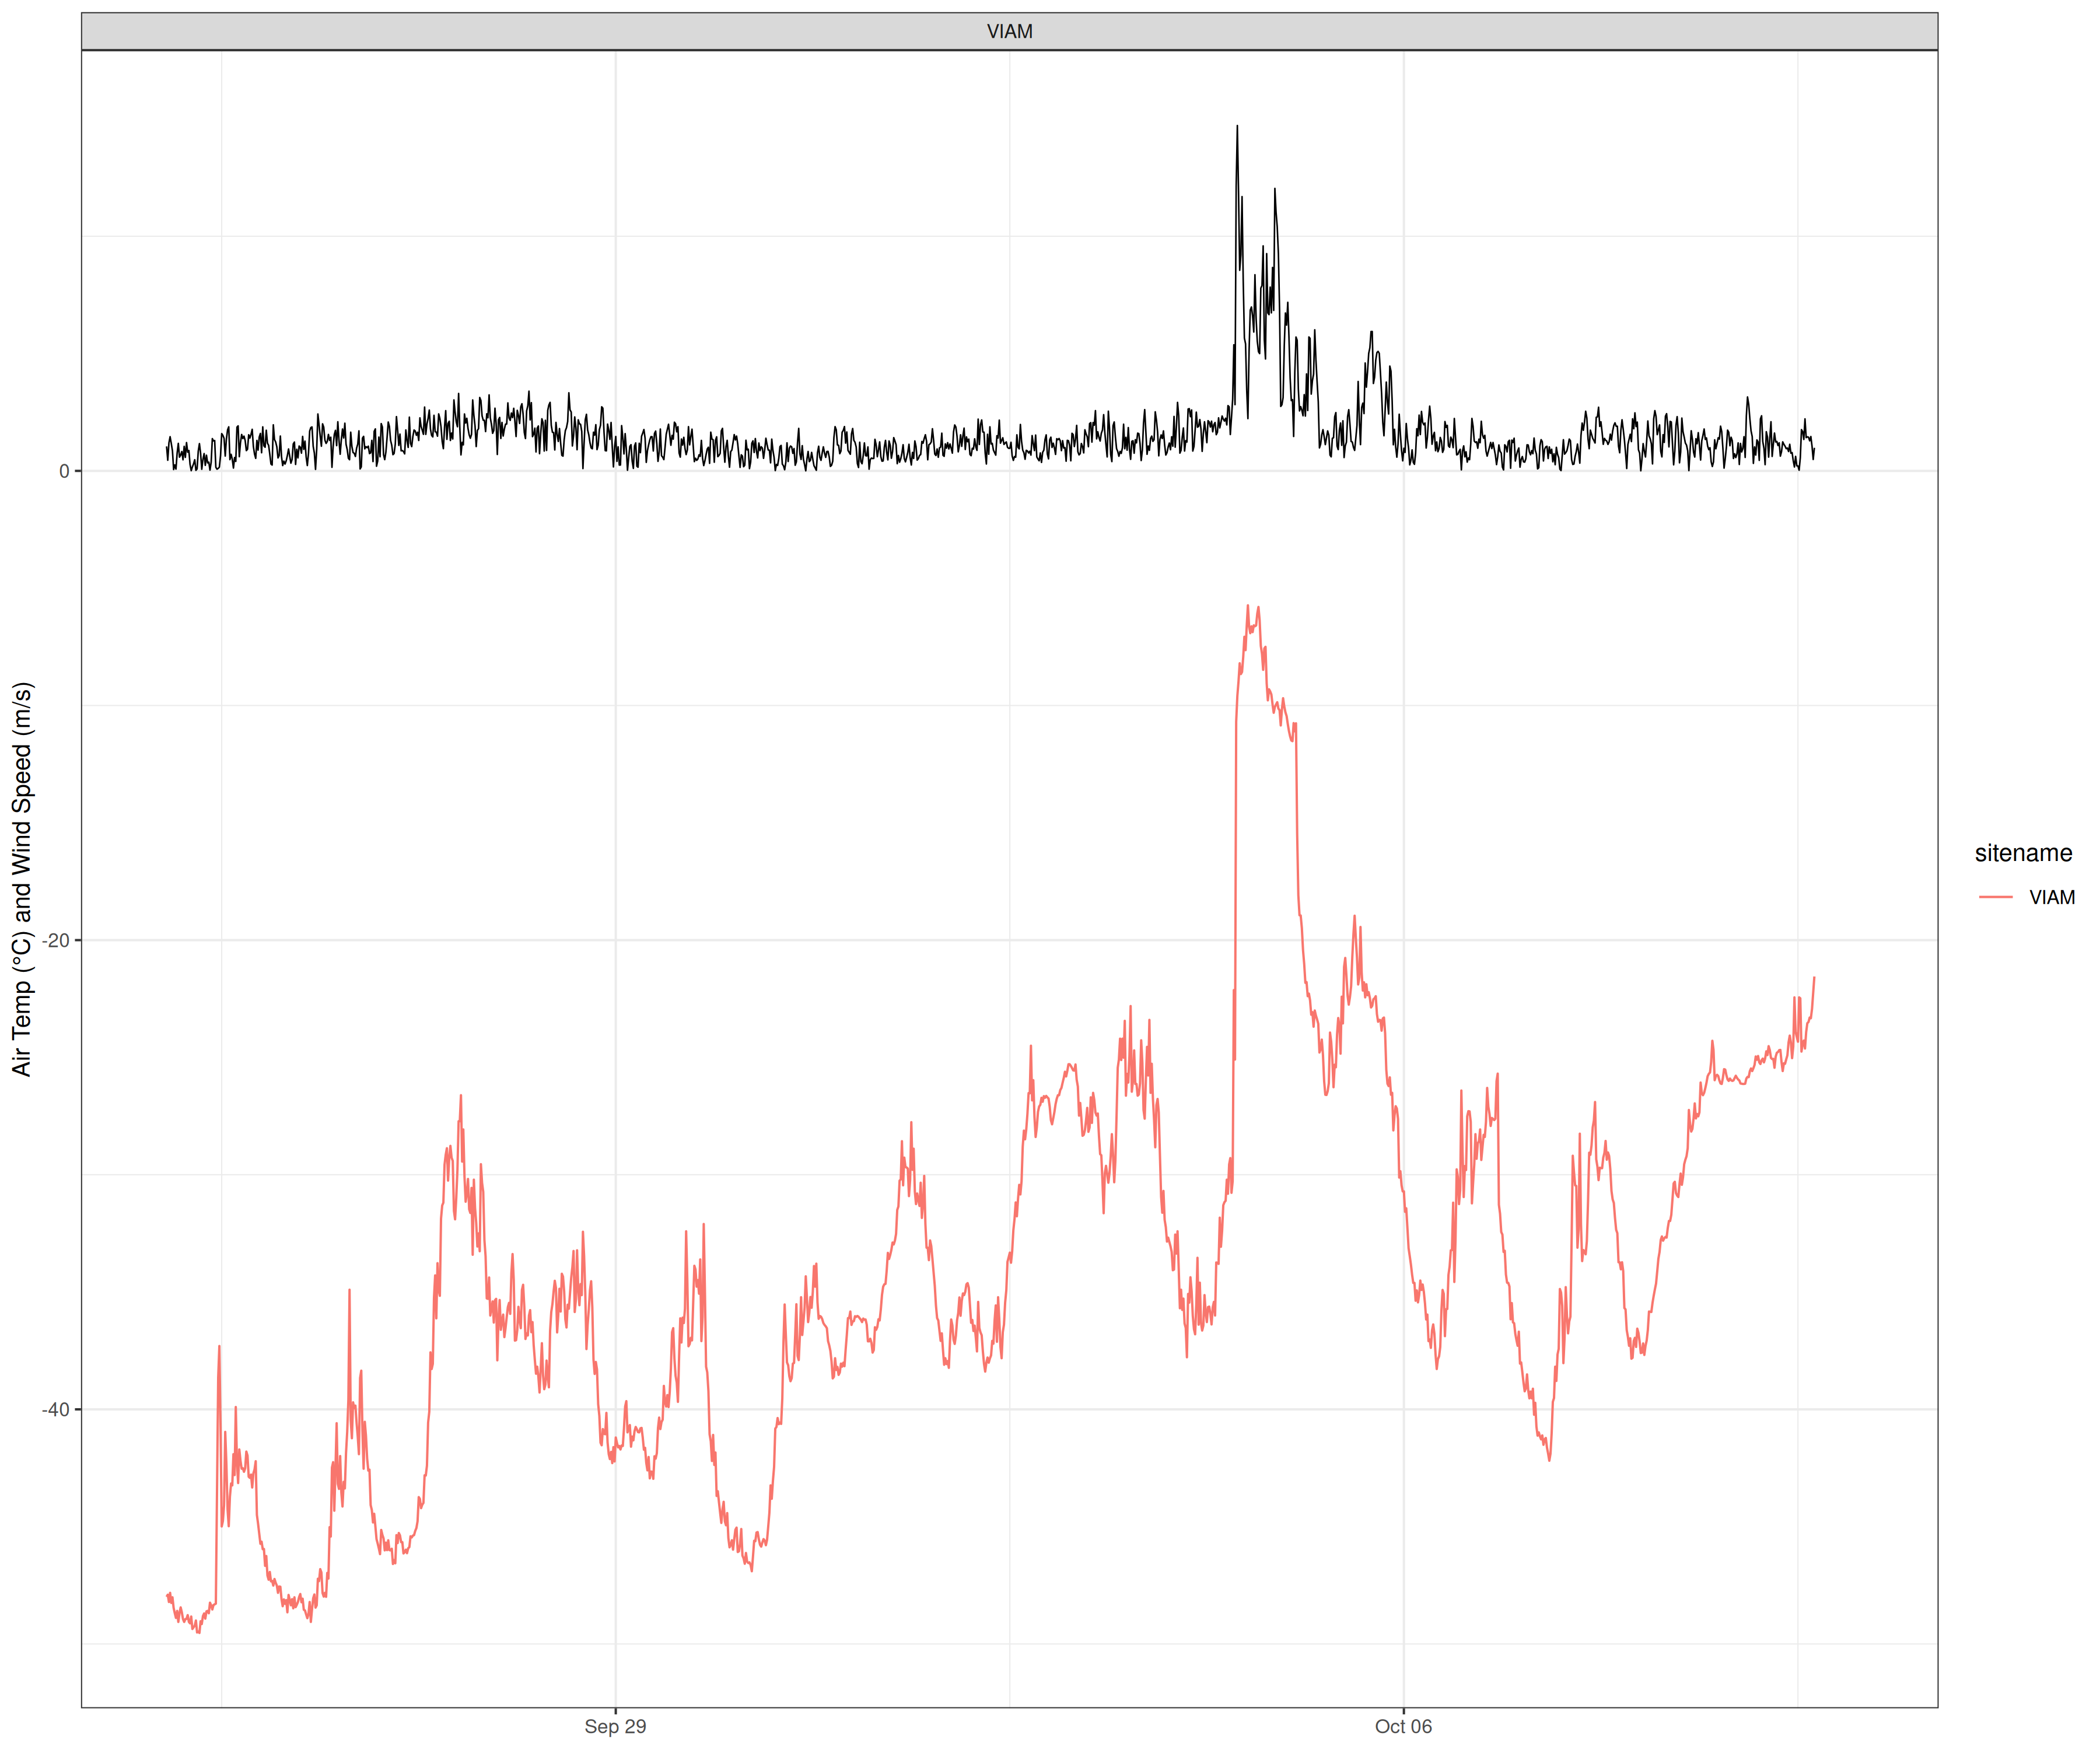 VIAM
0
-20
-40
Air Temp (°C) and Wind Speed (m/s)
Sep 29
Oct 06
sitename
VIAM